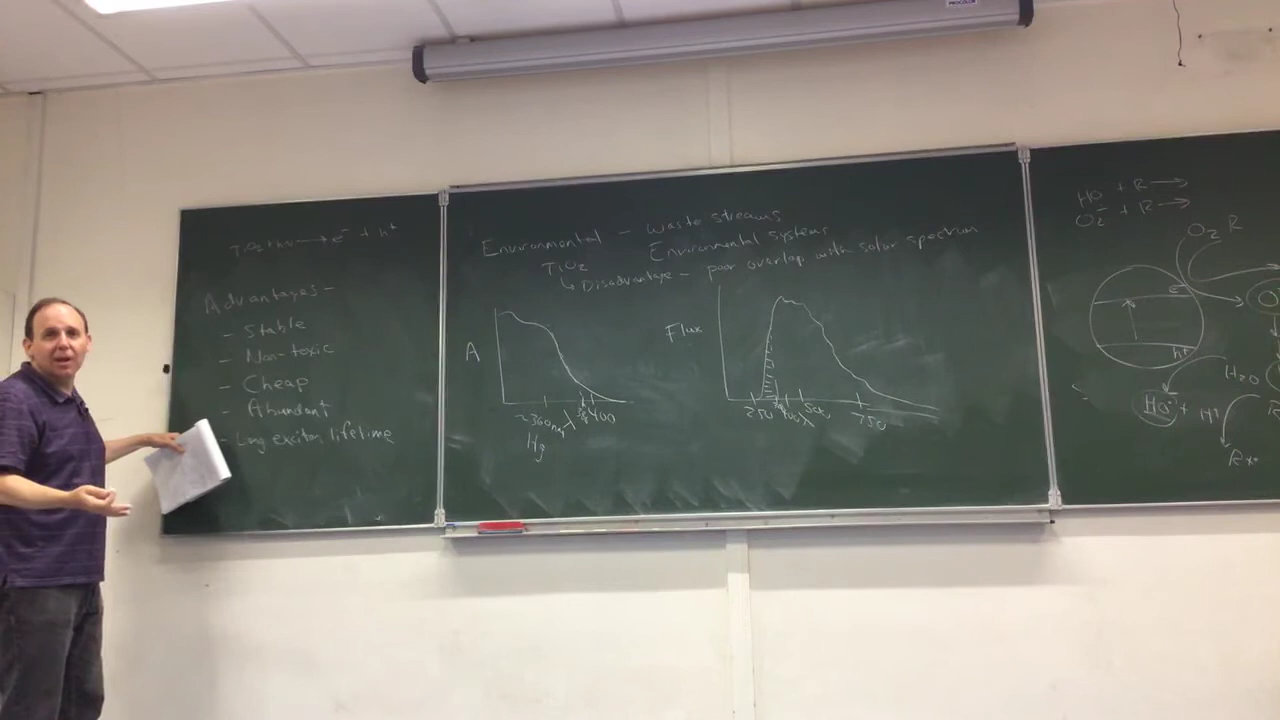 TiO2 + hν → e⁻ + h⁺
Advantages -
- Stable
- Non-toxic
- Cheap
- Abundant
- Long exciton lifetime
Environmental - waste streams
Environmental systems
TiO2
↳ Disadvantage - poor overlap with solar spectrum
A
~360nm
400
Hg
Flux
250
400
750
HO + R →
O2⁻ + R →
O2 R
e⁻
h⁺
H2O
HO· + H⁺
PROCOLOR